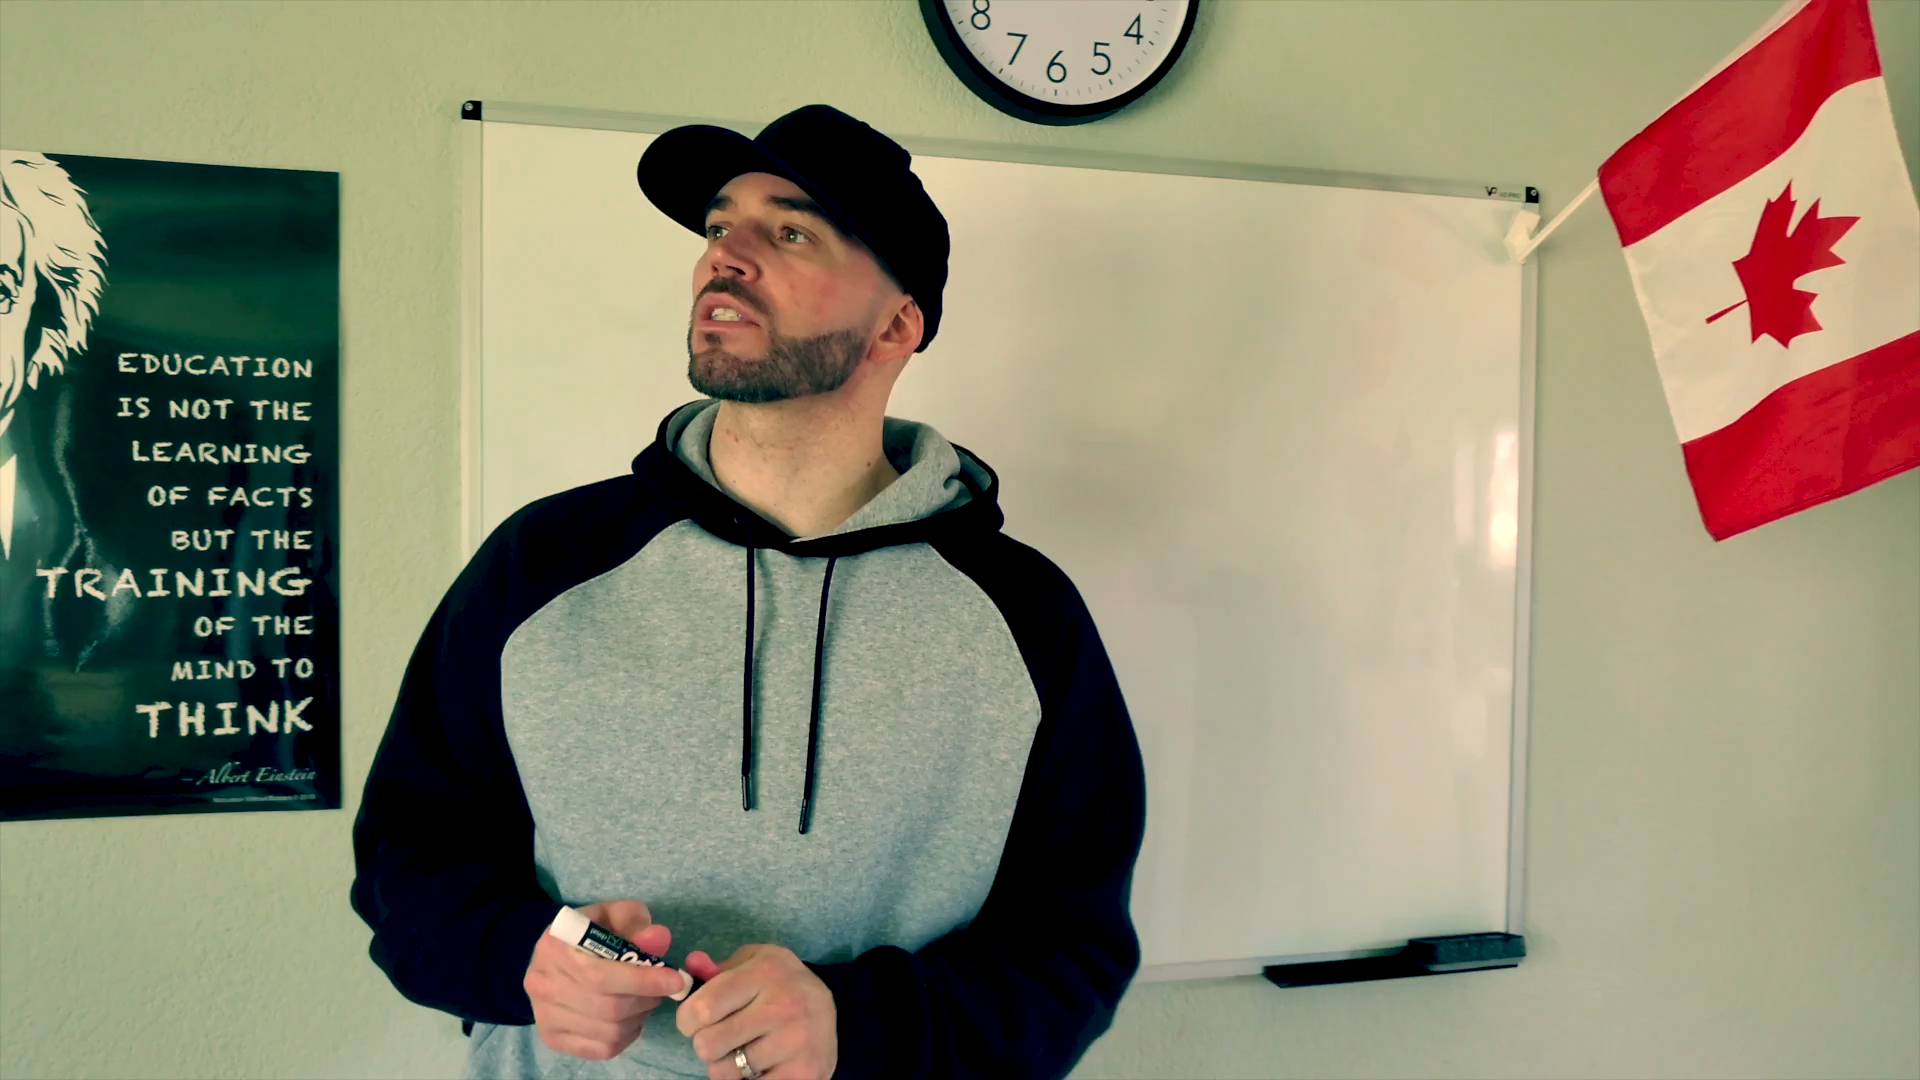 8 7 6 5 4
EDUCATION
IS NOT THE
LEARNING
OF FACTS
BUT THE
TRAINING
OF THE
MIND TO
THINK
– Albert Einstein